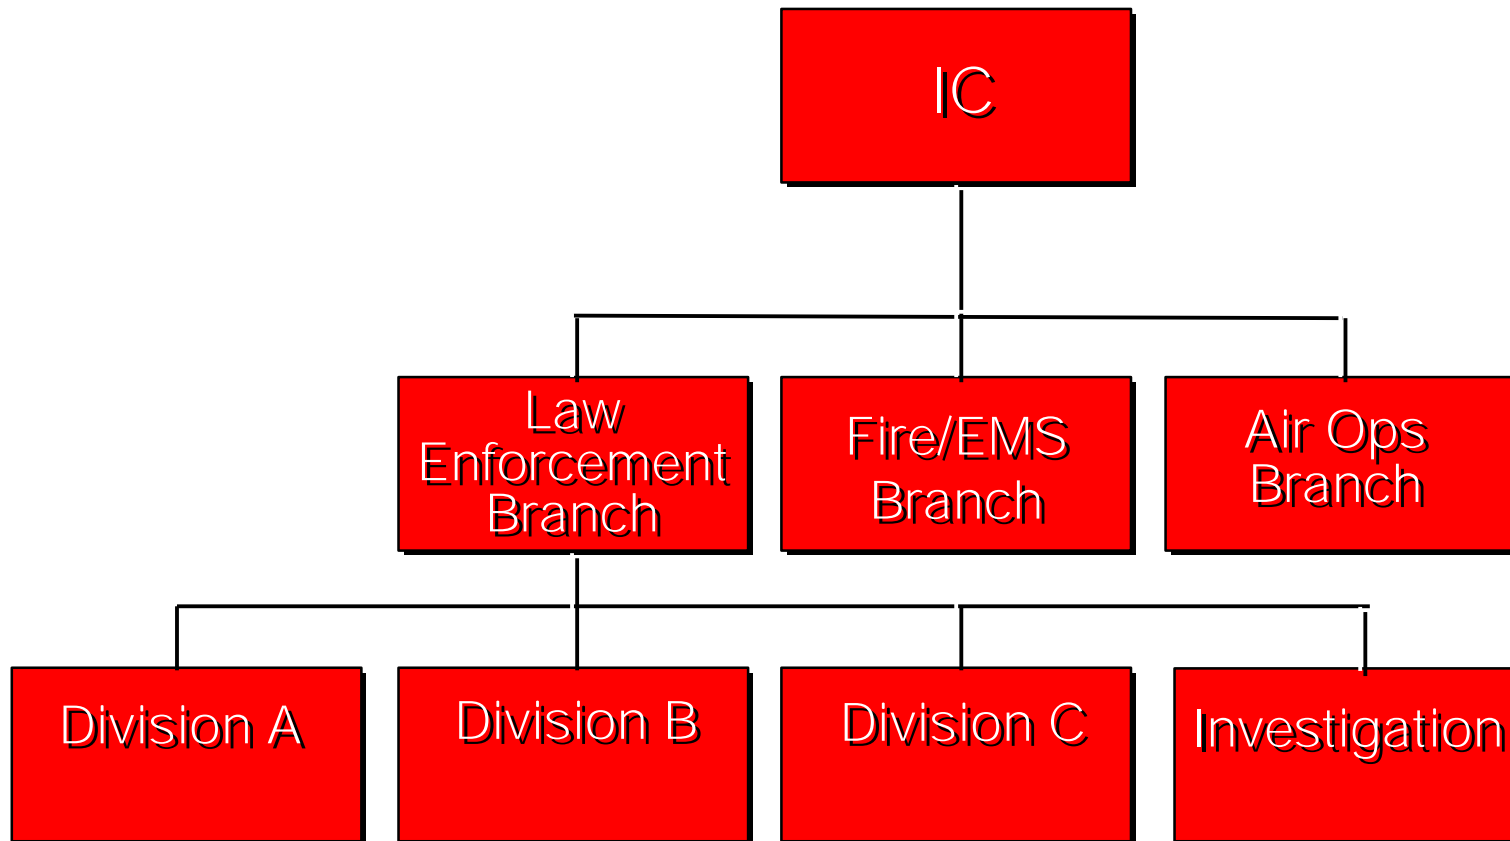 IC
Law
Enforcement
Branch
Fire/EMS
Branch
Air Ops
Branch
Division A
Division B
Division C
Investigation